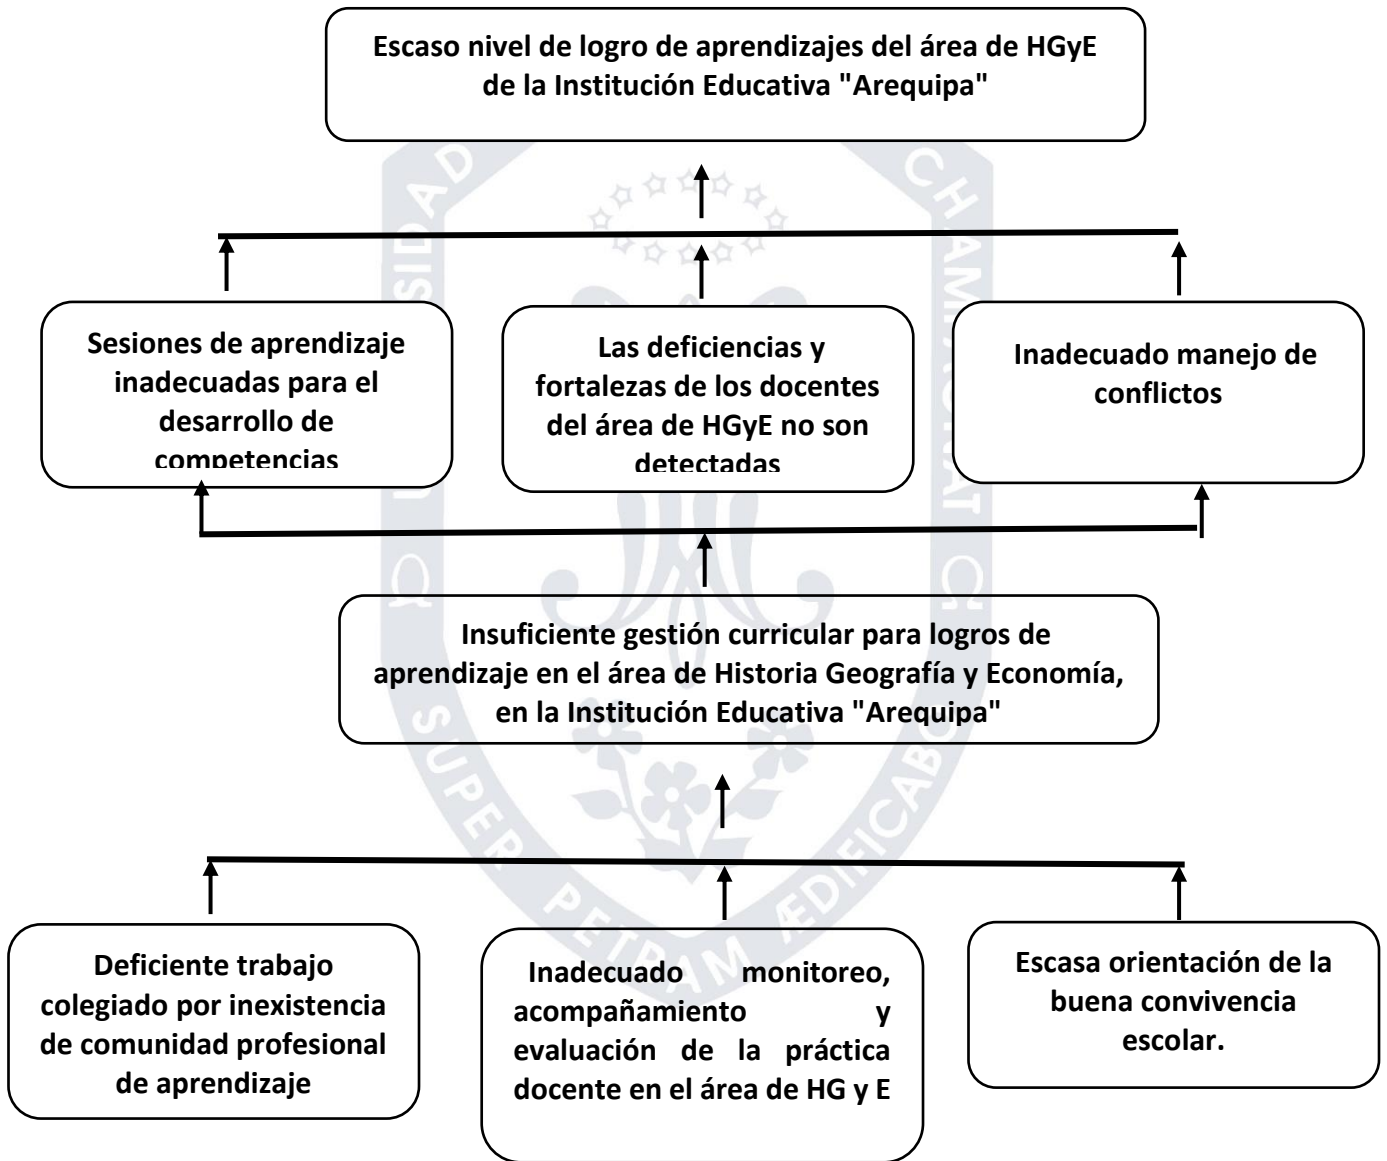 Escaso nivel de logro de aprendizajes del área de HGyE
de la Institución Educativa "Arequipa"
Sesiones de aprendizaje
inadecuadas para el
desarrollo de
competencias
Las deficiencias y
fortalezas de los docentes
del área de HGyE no son
detectadas
Inadecuado manejo de
conflictos
Insuficiente gestión curricular para logros de
aprendizaje en el área de Historia Geografía y Economía,
en la Institución Educativa "Arequipa"
Deficiente trabajo
colegiado por inexistencia
de comunidad profesional
de aprendizaje
Inadecuado monitoreo,
acompañamiento y
evaluación de la práctica
docente en el área de HG y E
Escasa orientación de la
buena convivencia
escolar.
SUPER PETRAM ÆDIFICABO